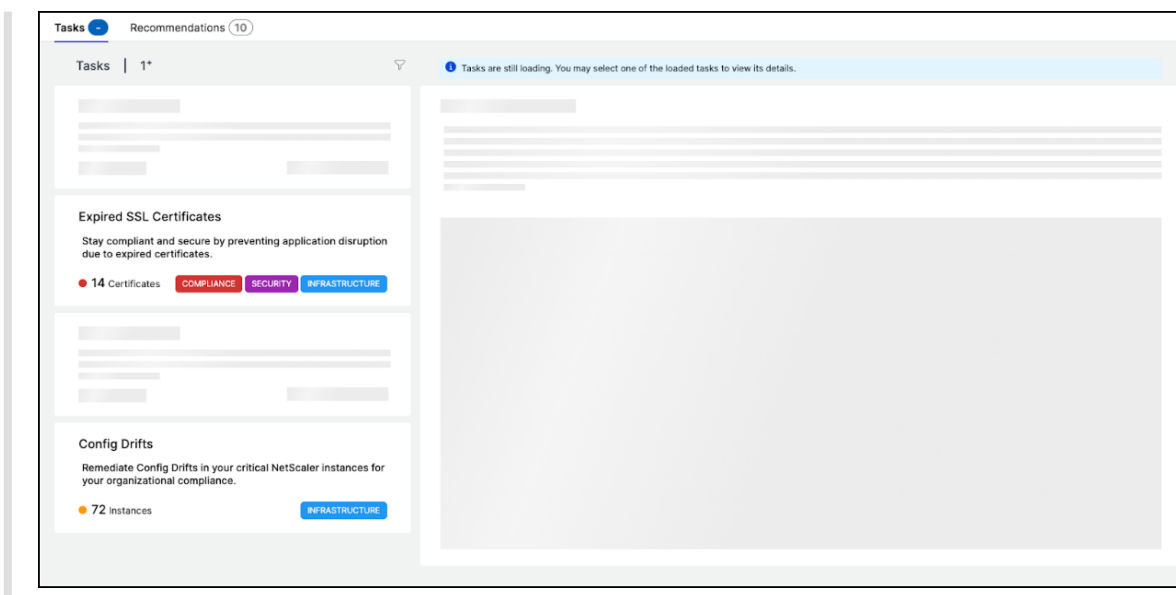 Tasks - Recommendations 10
Tasks | 1+
Tasks are still loading. You may select one of the loaded tasks to view its details.
Expired SSL Certificates
Stay compliant and secure by preventing application disruption
due to expired certificates.
14 Certificates COMPLIANCE SECURITY INFRASTRUCTURE
Config Drifts
Remediate Config Drifts in your critical NetScaler instances for
your organizational compliance.
72 Instances INFRASTRUCTURE